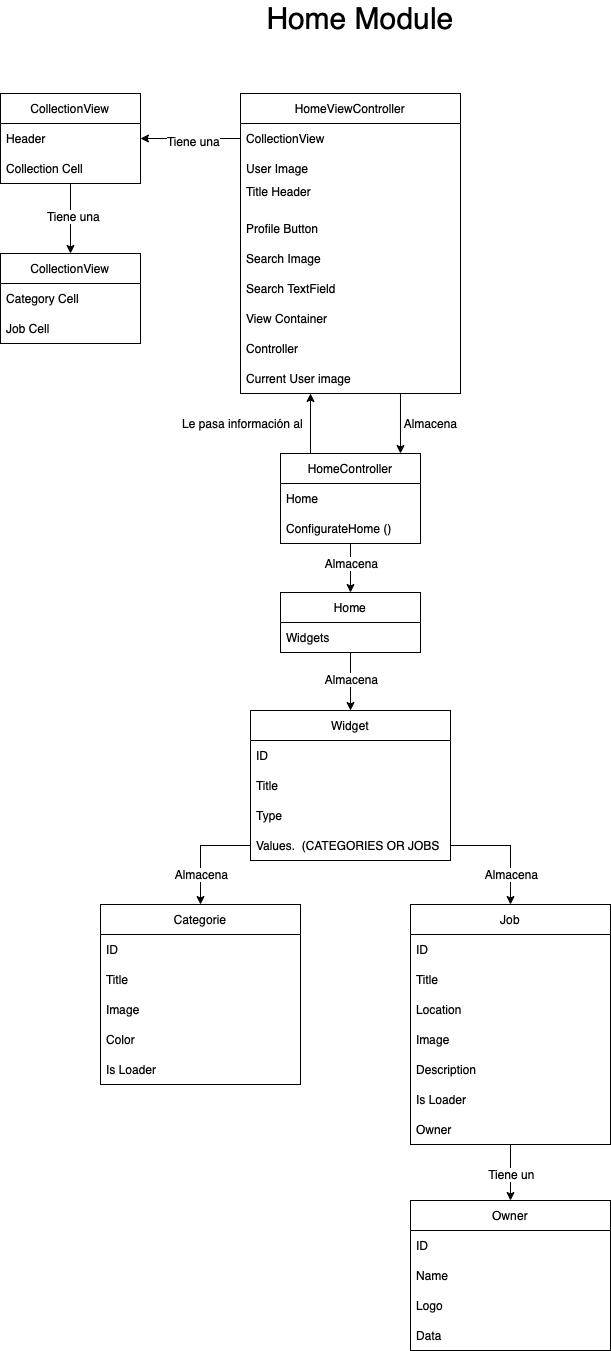 Home Module
CollectionView
Header
Collection Cell
Tiene una
HomeViewController
CollectionView
User Image
Title Header
Profile Button
Search Image
Search TextField
View Container
Controller
Current User image
Tiene una
CollectionView
Category Cell
Job Cell
Le pasa información al
Almacena
HomeController
Home
ConfigurateHome ()
Almacena
Home
Widgets
Almacena
Widget
ID
Title
Type
Values.  (CATEGORIES OR JOBS
Almacena
Almacena
Categorie
ID
Title
Image
Color
Is Loader
Job
ID
Title
Location
Image
Description
Is Loader
Owner
Tiene un
Owner
ID
Name
Logo
Data